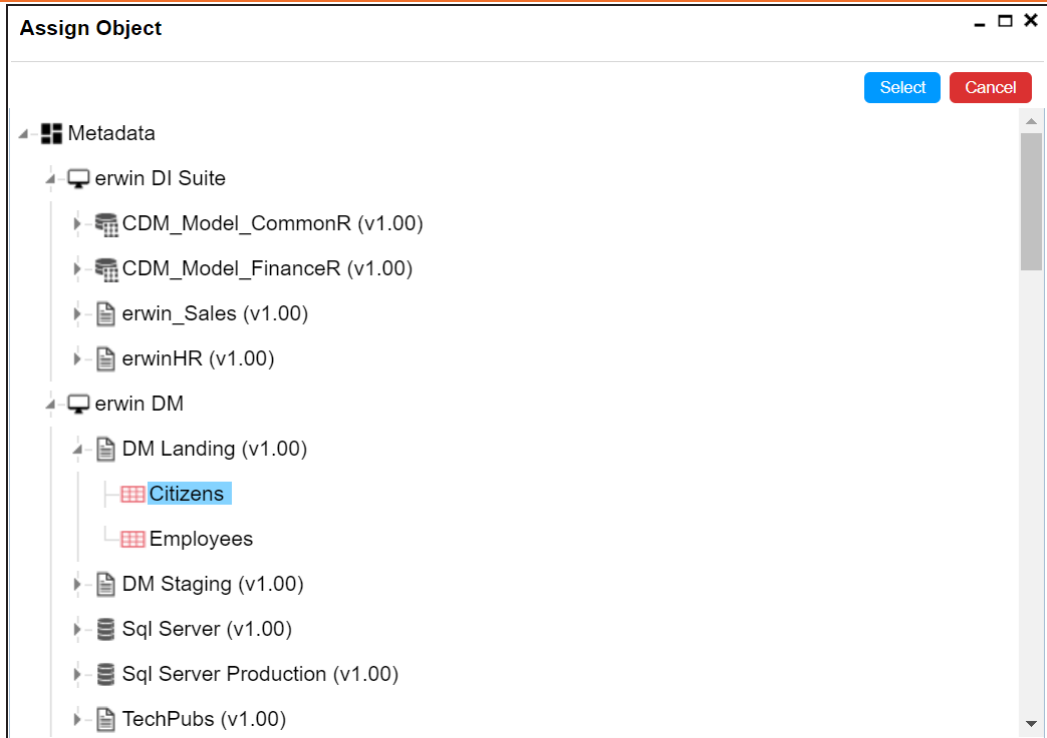 Assign Object
Select Cancel
Metadata
erwin DI Suite
CDM_Model_CommonR (v1.00)
CDM_Model_FinanceR (v1.00)
erwin_Sales (v1.00)
erwinHR (v1.00)
erwin DM
DM Landing (v1.00)
Citizens
Employees
DM Staging (v1.00)
Sql Server (v1.00)
Sql Server Production (v1.00)
TechPubs (v1.00)